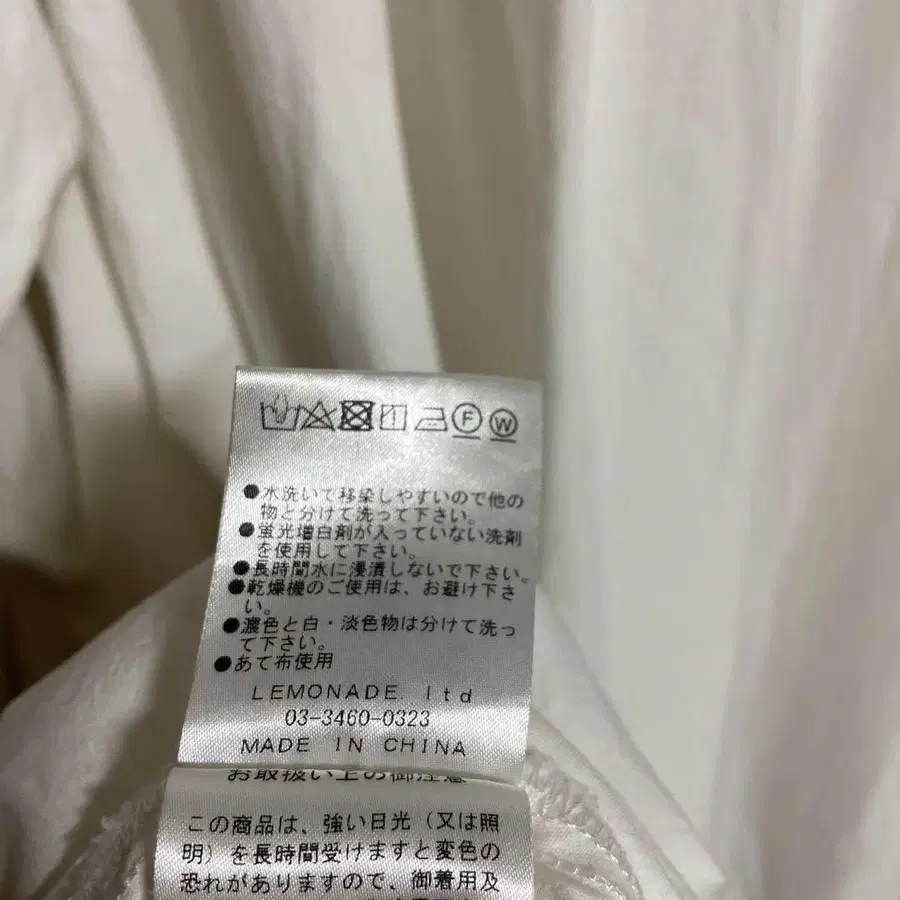 F W
●水洗いで移染しやすいので他の
物と分けて洗って下さい。
●蛍光増白剤が入っていない洗剤
を使用して下さい。
●長時間水に浸漬しないで下さい。
●乾燥機のご使用は、お避け下さ
い。
●濃色と白・淡色物は分けて洗っ
て下さい。
●あて布使用
LEMONADE. ltd
03-3460-0323
MADE IN CHINA
お取扱い上の御注意
この商品は、強い日光(又は照
明)を長時間受けますと変色の
恐れがありますので、御着用及